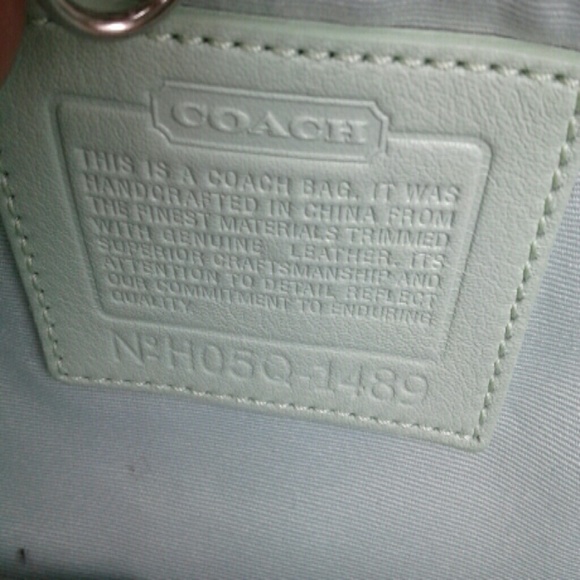 COACH
THIS IS A COACH BAG. IT WAS
HANDCRAFTED IN CHINA FROM
THE FINEST MATERIALS TRIMMED
WITH GENUINE LEATHER. ITS
SUPERIOR CRAFTSMANSHIP AND
ATTENTION TO DETAIL REFLECT
OUR COMMITMENT TO ENDURING
QUALITY.
Nº H05Q-1489